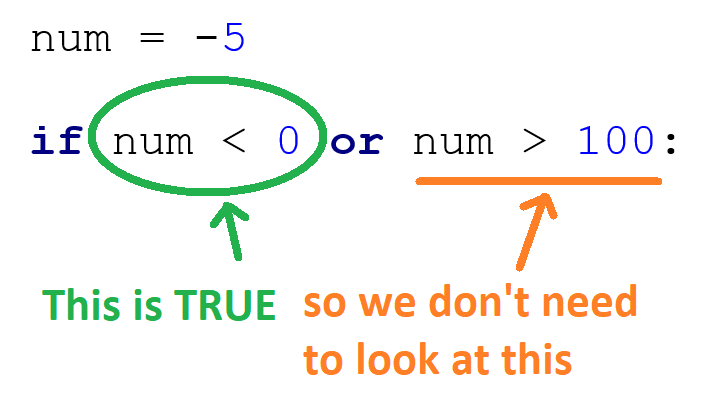 num = -5
if num < 0 or num > 100:
This is TRUE
so we don't need
to look at this